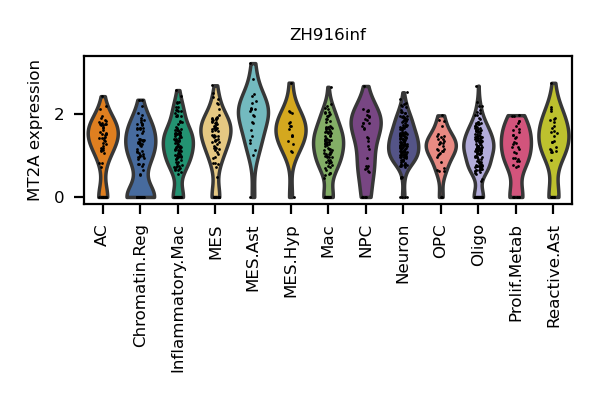 ZH916inf
MT2A expression
2
0
AC
Chromatin.Reg
Inflammatory.Mac
MES
MES.Ast
MES.Hyp
Mac
NPC
Neuron
OPC
Oligo
Prolif.Metab
Reactive.Ast